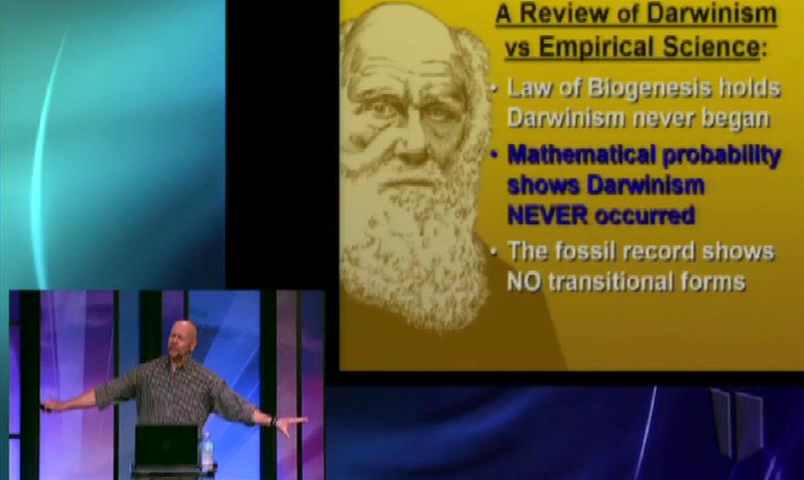 A Review of Darwinism
vs Empirical Science:
• Law of Biogenesis holds
Darwinism never began
• Mathematical probability
shows Darwinism
NEVER occurred
• The fossil record shows
NO transitional forms